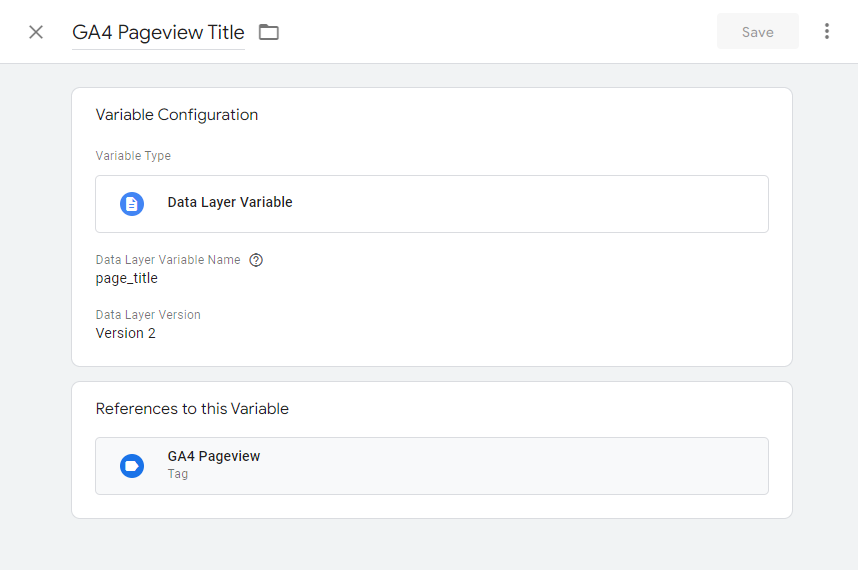 GA4 Pageview Title
Save
Variable Configuration
Variable Type
Data Layer Variable
Data Layer Variable Name
page_title
Data Layer Version
Version 2
References to this Variable
GA4 Pageview
Tag